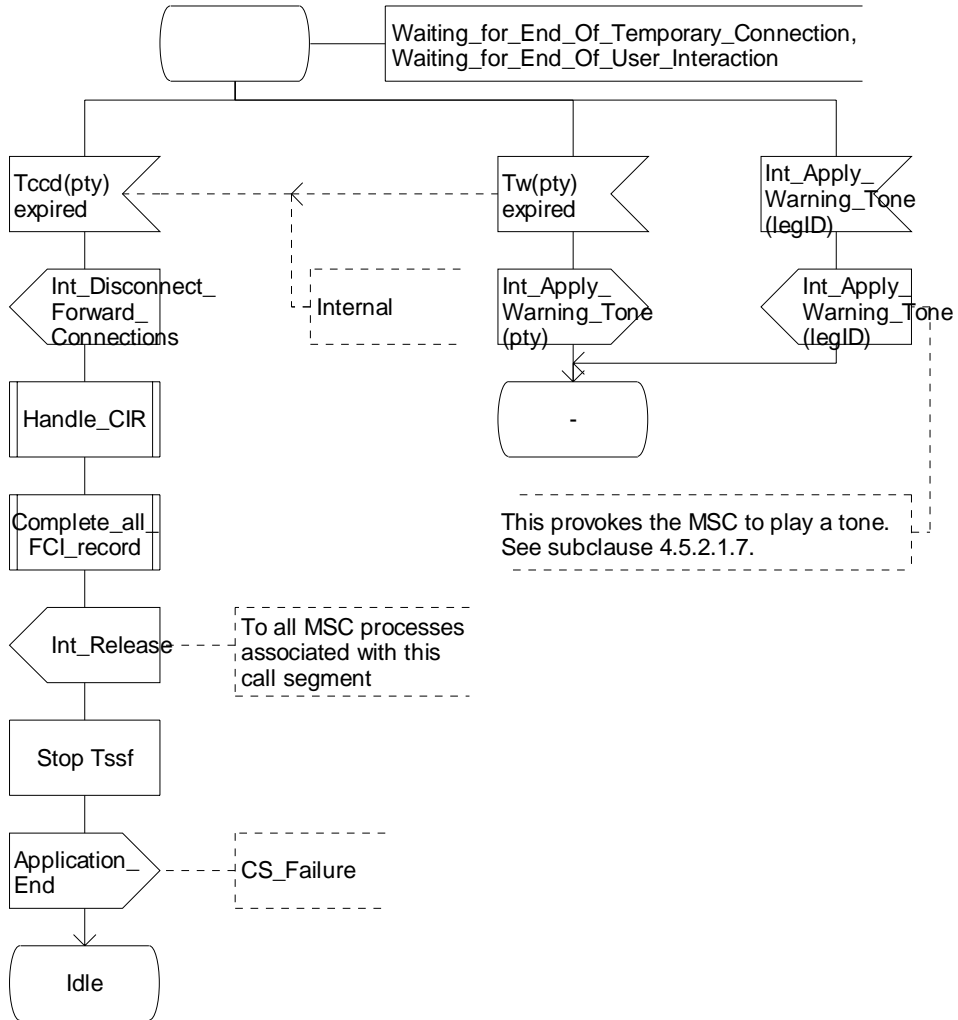 Waiting_for_End_Of_Temporary_Connection,
Waiting_for_End_Of_User_Interaction
Tccd(pty)
expired
Tw(pty)
expired
Int_Apply_
Warning_Tone
(legID)
Int_Disconnect_
Forward_
Connections
Internal
Int_Apply_
Warning_Tone
(pty)
Int_Apply_
Warning_Tone
(legID)
Handle_CIR
-
Complete_all_
FCI_record
This provokes the MSC to play a tone.
See subclause 4.5.2.1.7.
Int_Release
To all MSC processes
associated with this
call segment
Stop Tssf
Application_
End
CS_Failure
Idle